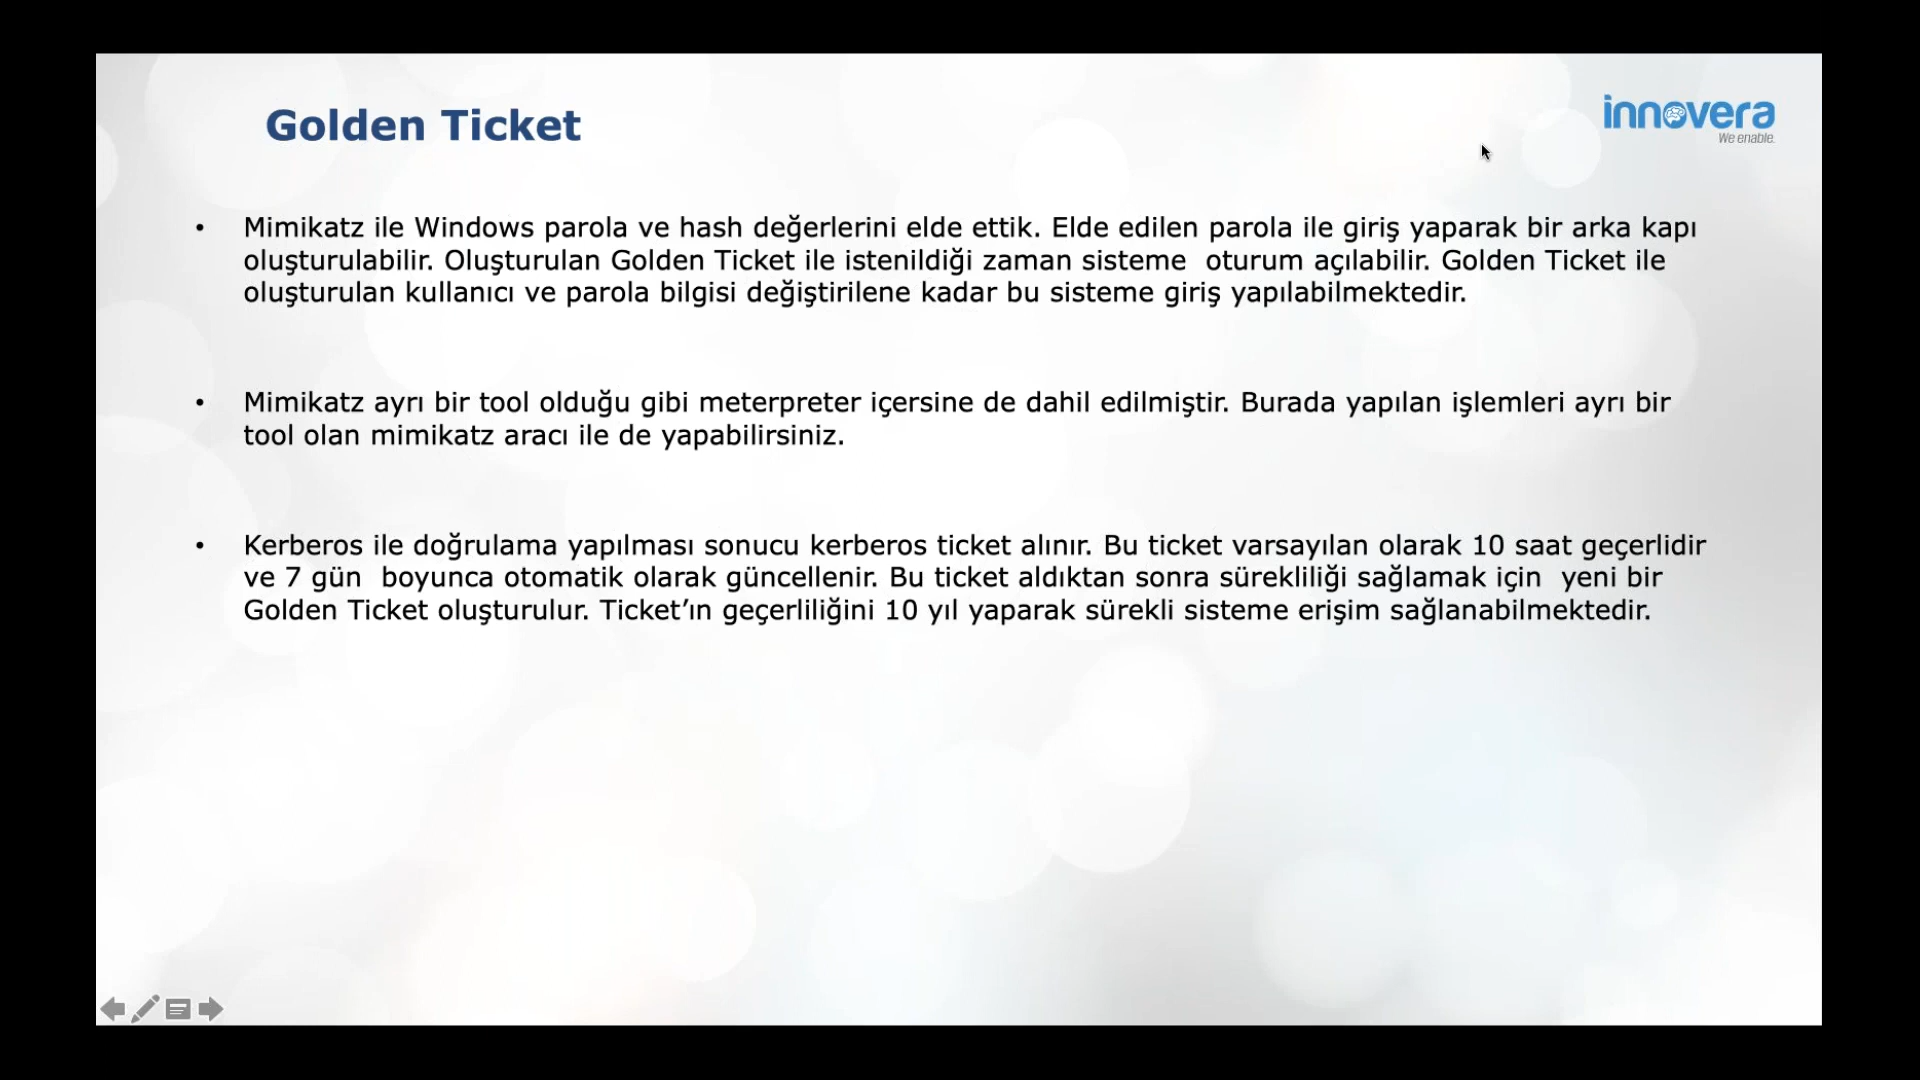 Golden Ticket
innovera
We enable.
• Mimikatz ile Windows parola ve hash değerlerini elde ettik. Elde edilen parola ile giriş yaparak bir arka kapı
oluşturulabilir. Oluşturulan Golden Ticket ile istenildiği zaman sisteme  oturum açılabilir. Golden Ticket ile
oluşturulan kullanıcı ve parola bilgisi değiştirilene kadar bu sisteme giriş yapılabilmektedir.
• Mimikatz ayrı bir tool olduğu gibi meterpreter içersine de dahil edilmiştir. Burada yapılan işlemleri ayrı bir
tool olan mimikatz aracı ile de yapabilirsiniz.
• Kerberos ile doğrulama yapılması sonucu kerberos ticket alınır. Bu ticket varsayılan olarak 10 saat geçerlidir
ve 7 gün  boyunca otomatik olarak güncellenir. Bu ticket aldıktan sonra sürekliliği sağlamak için  yeni bir
Golden Ticket oluşturulur. Ticket’ın geçerliliğini 10 yıl yaparak sürekli sisteme erişim sağlanabilmektedir.